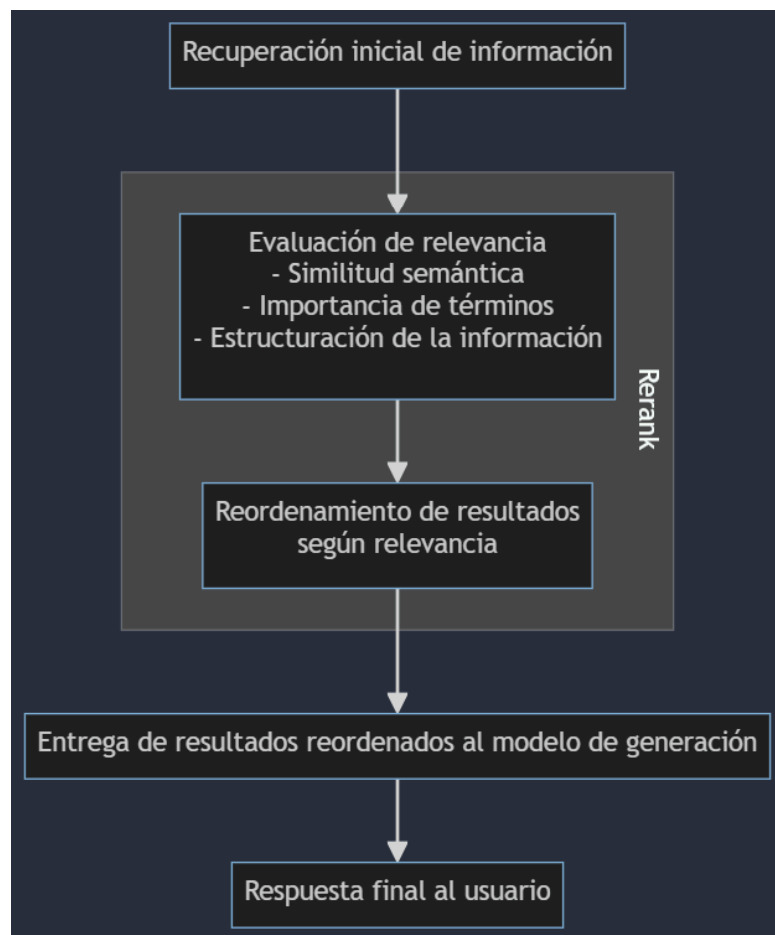 Recuperación inicial de información
Evaluación de relevancia
- Similitud semántica
- Importancia de términos
- Estructuración de la información
Rerank
Reordenamiento de resultados
según relevancia
Entrega de resultados reordenados al modelo de generación
Respuesta final al usuario